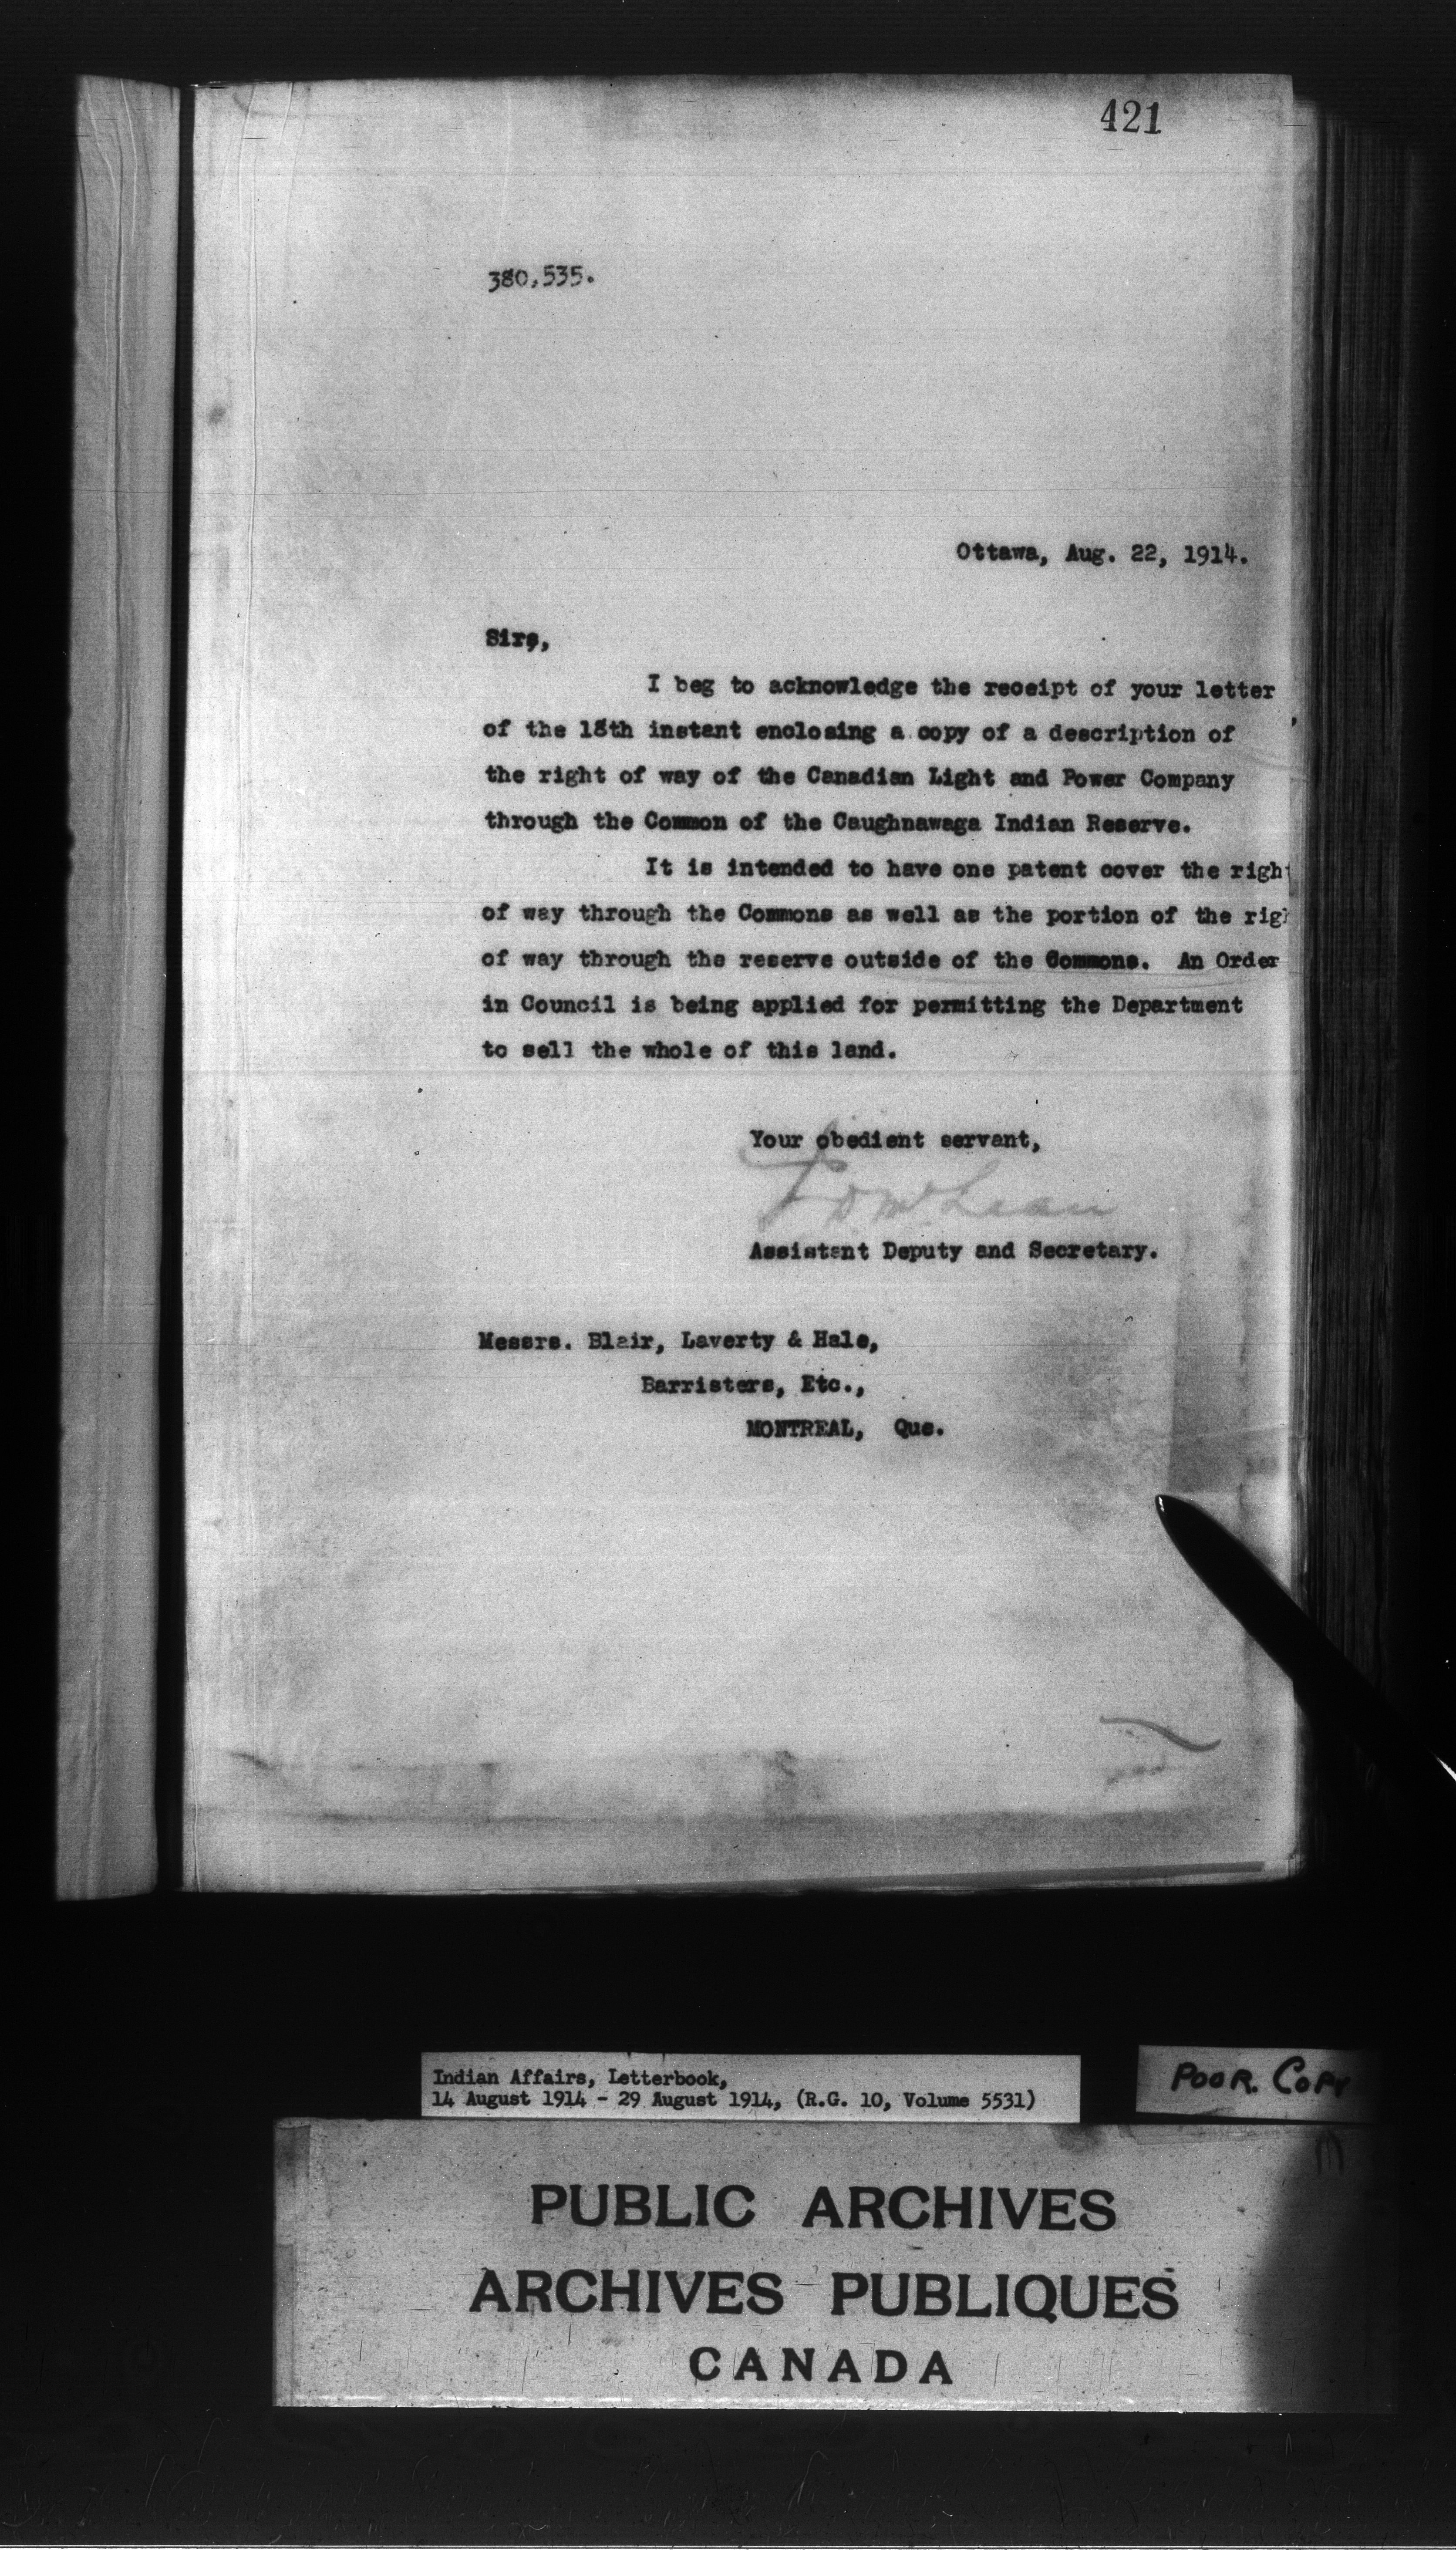 421
380,535.
Ottawa, Aug. 22, 1914.
Sirs,
I beg to acknowledge the receipt of your letter
of the 18th instant enclosing a copy of a description of
the right of way of the Canadian Light and Power Company
through the Common of the Caughnawaga Indian Reserve.
It is intended to have one patent cover the right
of way through the Commons as well as the portion of the righ
of way through the reserve outside of the Commons. An Order
in Council is being applied for permitting the Department
to sell the whole of this land.
Your obedient servant,
J D McLean
Assistant Deputy and Secretary.
Messrs. Blair, Laverty & Hale,
Barristers, Etc.,
MONTREAL, Que.
Indian Affairs, Letterbook,
14 August 1914 - 29 August 1914, (R.G. 10, Volume 5531)
POOR. COPY
PUBLIC ARCHIVES
ARCHIVES PUBLIQUES
CANADA